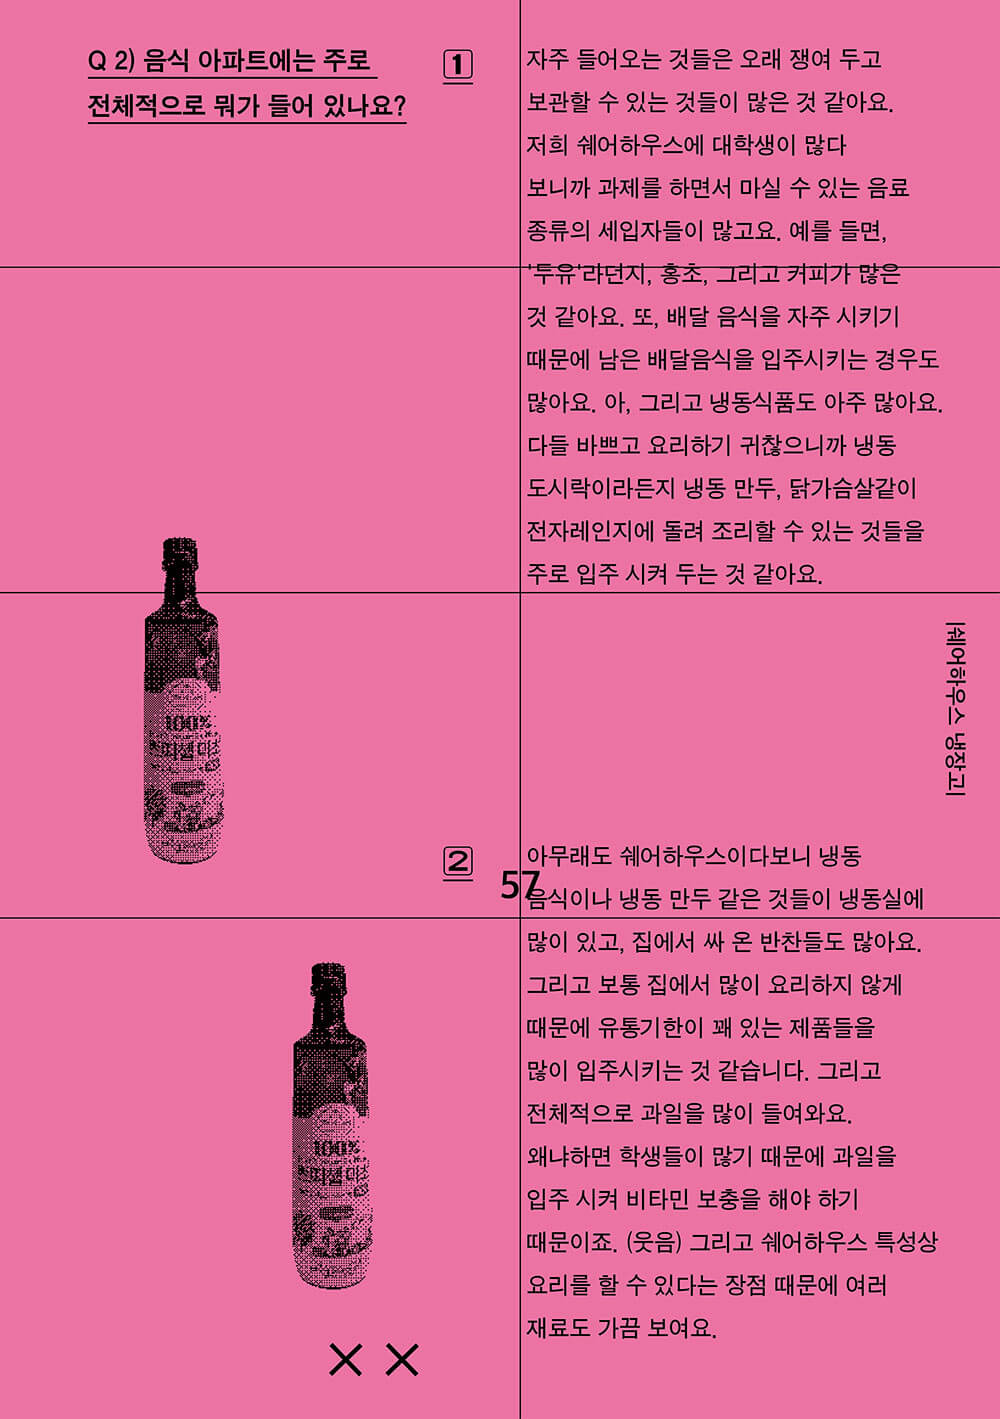 Q 2) 음식 아파트에는 주로
전체적으로 뭐가 들어 있나요?
1
자주 들어오는 것들은 오래 쟁여 두고
보관할 수 있는 것들이 많은 것 같아요.
저희 쉐어하우스에 대학생이 많다
보니까 과제를 하면서 마실 수 있는 음료
종류의 세입자들이 많고요. 예를 들면,
'두유'라던지, 홍초, 그리고 커피가 많은
것 같아요. 또, 배달 음식을 자주 시키기
때문에 남은 배달음식을 입주시키는 경우도
많아요. 아, 그리고 냉동식품도 아주 많아요.
다들 바쁘고 요리하기 귀찮으니까 냉동
도시락이라든지 냉동 만두, 닭가슴살같이
전자레인지에 돌려 조리할 수 있는 것들을
주로 입주 시켜 두는 것 같아요.
|쉐어하우스 냉장고|
100%
2
아무래도 쉐어하우스이다보니 냉동
음식이나 냉동 만두 같은 것들이 냉동실에
많이 있고, 집에서 싸 온 반찬들도 많아요.
그리고 보통 집에서 많이 요리하지 않게
때문에 유통기한이 꽤 있는 제품들을
많이 입주시키는 것 같습니다. 그리고
전체적으로 과일을 많이 들여와요.
왜냐하면 학생들이 많기 때문에 과일을
입주 시켜 비타민 보충을 해야 하기
때문이죠. (웃음) 그리고 쉐어하우스 특성상
요리를 할 수 있다는 장점 때문에 여러
재료도 가끔 보여요.
57
100%